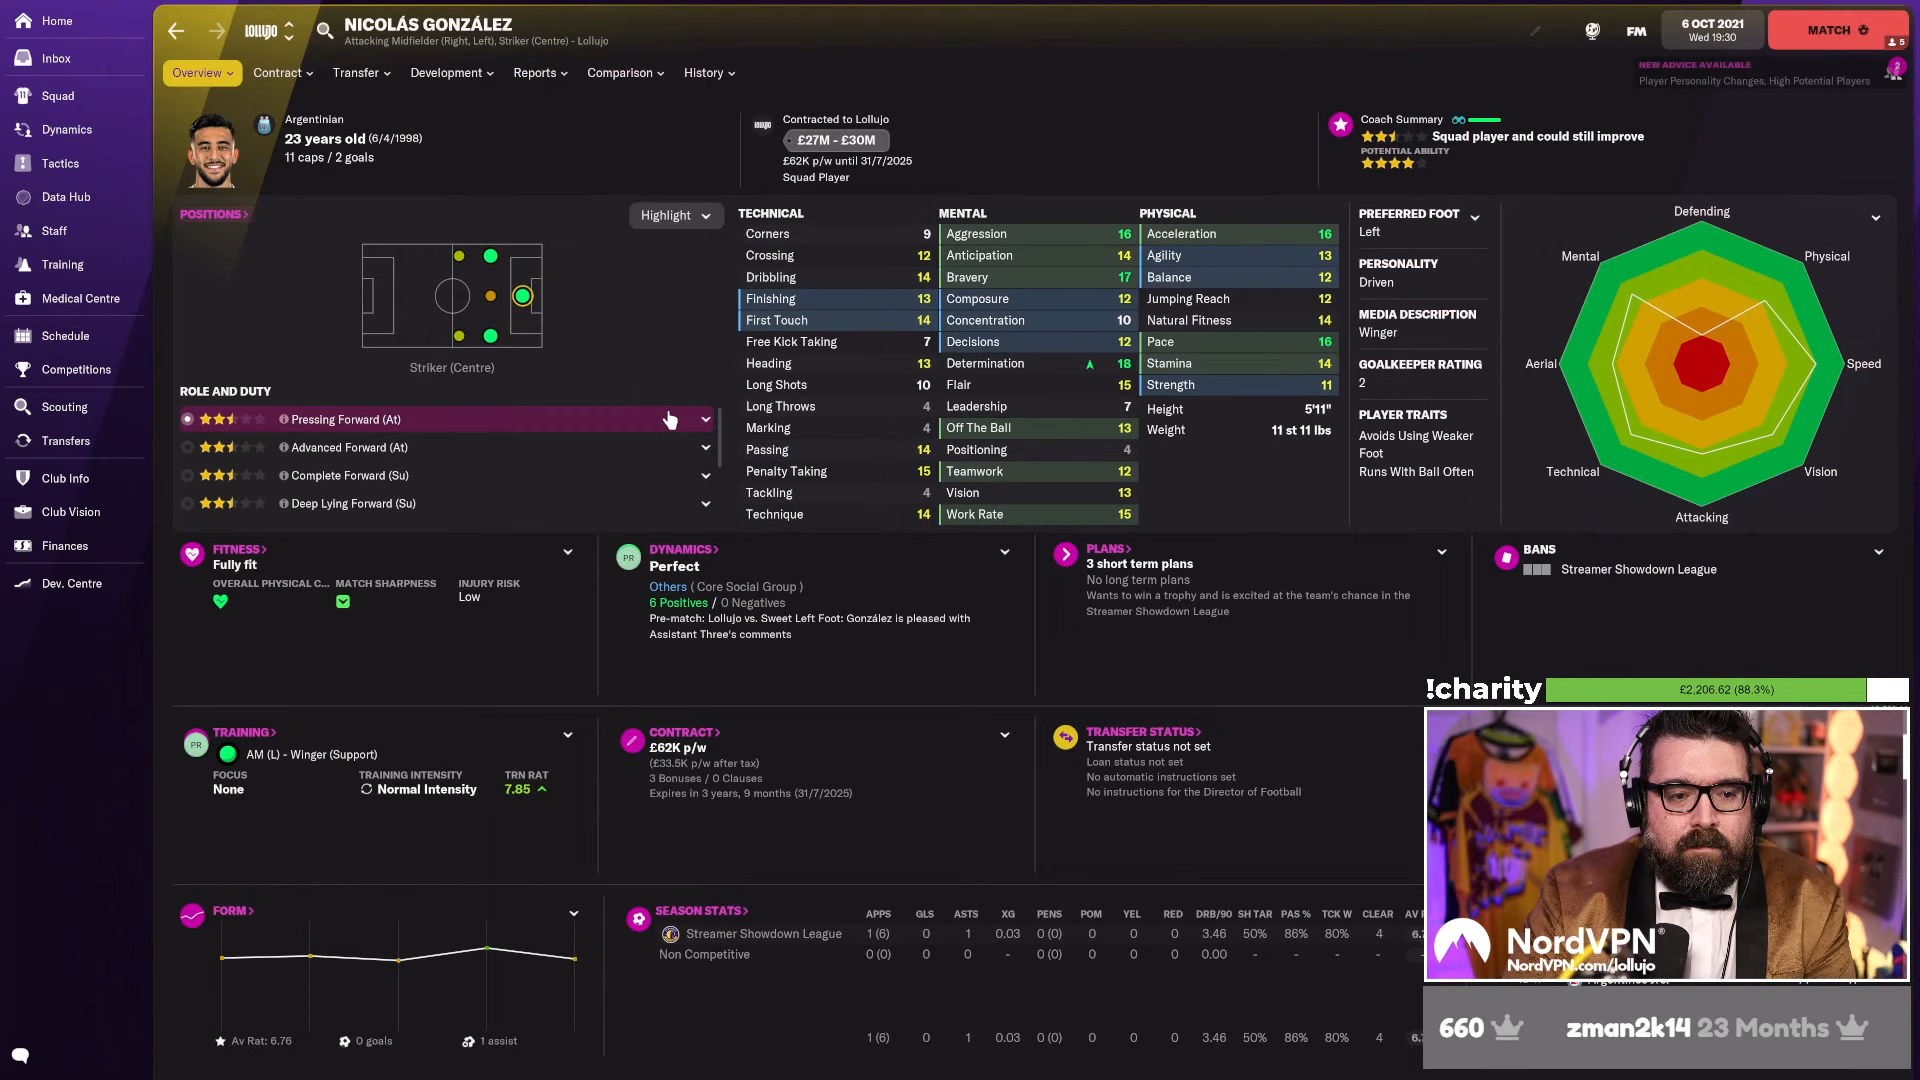 Home
Inbox
Squad
Dynamics
Tactics
Data Hub
Staff
Training
Medical Centre
Schedule
Competitions
Scouting
Transfers
Club Info
Club Vision
Finances
Dev. Centre
lollujo
NICOLÁS GONZÁLEZ
Attacking Midfielder (Right, Left), Striker (Centre) - Lollujo
FM
6 OCT 2021
Wed 19:30
MATCH
5
Overview
Contract
Transfer
Development
Reports
Comparison
History
NEW ADVICE AVAILABLE
Player Personality Changes, High Potential Players
2
Argentinian
23 years old (6/4/1998)
11 caps / 2 goals
Contracted to Lollujo
£27M - £30M
£62K p/w until 31/7/2025
Squad Player
Coach Summary
Squad player and could still improve
POTENTIAL ABILITY
POSITIONS
Highlight
Striker (Centre)
ROLE AND DUTY
Pressing Forward (At)
Advanced Forward (At)
Complete Forward (Su)
Deep Lying Forward (Su)
TECHNICAL
Corners 9
Crossing 12
Dribbling 14
Finishing 13
First Touch 14
Free Kick Taking 7
Heading 13
Long Shots 10
Long Throws 4
Marking 4
Passing 14
Penalty Taking 15
Tackling 4
Technique 14
MENTAL
Aggression 16
Anticipation 14
Bravery 17
Composure 12
Concentration 10
Decisions 12
Determination 18
Flair 15
Leadership 7
Off The Ball 13
Positioning 4
Teamwork 12
Vision 13
Work Rate 15
PHYSICAL
Acceleration 16
Agility 13
Balance 12
Jumping Reach 12
Natural Fitness 14
Pace 16
Stamina 14
Strength 11
Height 5'11"
Weight 11 st 11 lbs
PREFERRED FOOT
Left
PERSONALITY
Driven
MEDIA DESCRIPTION
Winger
GOALKEEPER RATING
2
PLAYER TRAITS
Avoids Using Weaker
Foot
Runs With Ball Often
Defending
Mental
Physical
Aerial
Speed
Technical
Vision
Attacking
FITNESS
Fully fit
OVERALL PHYSICAL C...
MATCH SHARPNESS
INJURY RISK
Low
PR
DYNAMICS
Perfect
Others ( Core Social Group )
6 Positives / 0 Negatives
Pre-match: Lollujo vs. Sweet Left Foot: González is pleased with
Assistant Three's comments
PLANS
3 short term plans
No long term plans
Wants to win a trophy and is excited at the team's chance in the
Streamer Showdown League
BANS
Streamer Showdown League
!charity
£2,206.62 (88.3%)
PR
TRAINING
AM (L) - Winger (Support)
FOCUS
None
TRAINING INTENSITY
Normal Intensity
TRN RAT
7.85
CONTRACT
£62K p/w
(£33.5K p/w after tax)
3 Bonuses / 0 Clauses
Expires in 3 years, 9 months (31/7/2025)
TRANSFER STATUS
Transfer status not set
Loan status not set
No automatic instructions set
No instructions for the Director of Football
FORM
Av Rat: 6.76
0 goals
1 assist
SEASON STATS
APPS GLS ASTS XG PENS POM YEL RED DRB/90 SH TAR PAS % TCK W CLEAR
Streamer Showdown League 1 (6) 0 1 0.03 0 (0) 0 0 0 3.46 50% 86% 80% 4
Non Competitive 0 (0) 0 0 - 0 (0) 0 0 0 0.00 - - - -
1 (6) 0 1 0.03 0 (0) 0 0 0 3.46 50% 86% 80% 4
NordVPN®
NordVPN.com/lollujo
660
zman2k14 23 Months